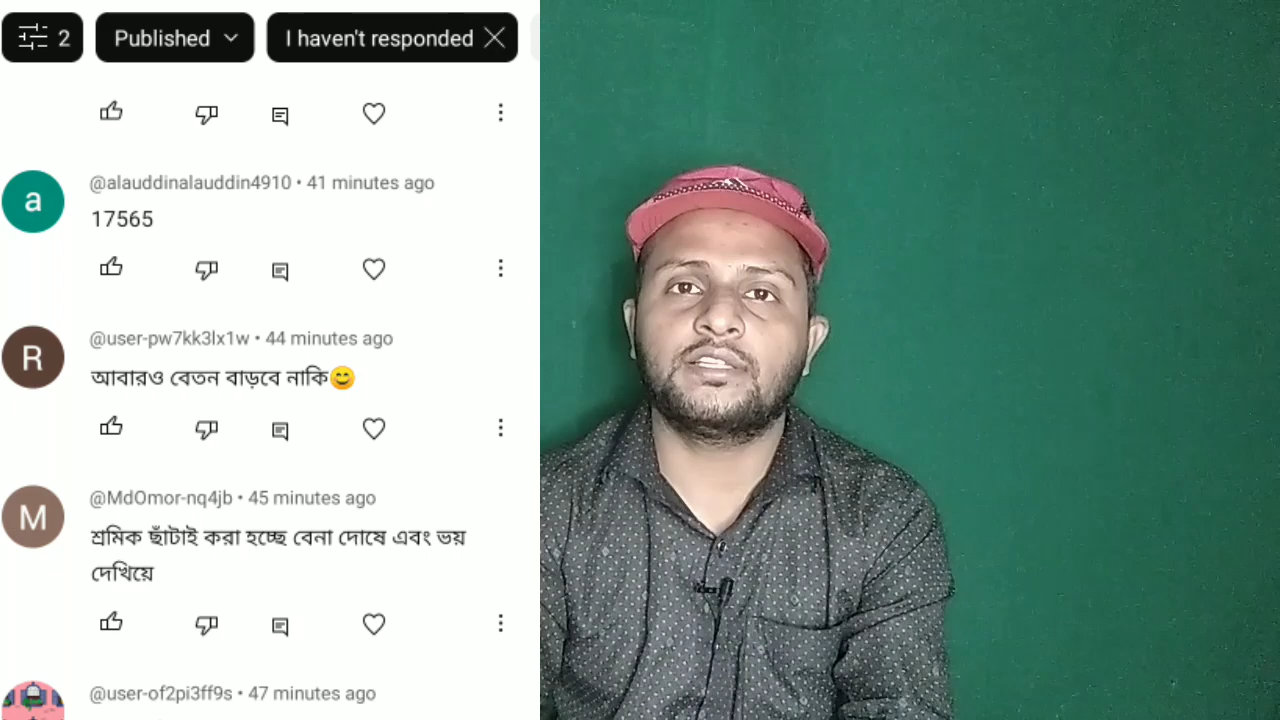 2 Published I haven't responded
@alauddinalauddin4910 • 41 minutes ago
a
17565
@user-pw7kk3lx1w • 44 minutes ago
R
আবারও বেতন বাড়বে নাকি😊
@MdOmor-nq4jb • 45 minutes ago
M
শ্রমিক ছাঁটাই করা হচ্ছে বেনা দোষে এবং ভয়
দেখিয়ে
@user-of2pi3ff9s • 47 minutes ago